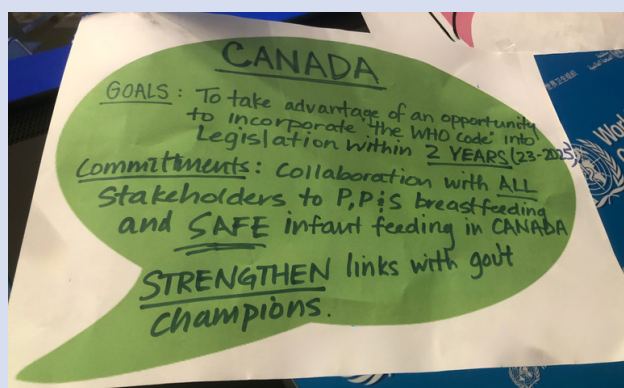 CANADA
GOALS: To take advantage of an opportunity
to incorporate "the WHO Code" into
Legislation within 2 YEARS (23-2025)
Committments: Collaboration with ALL
Stakeholders to P,P&S breastfeeding
and SAFE infant feeding in CANADA
STRENGTHEN links with gov't
Champions.